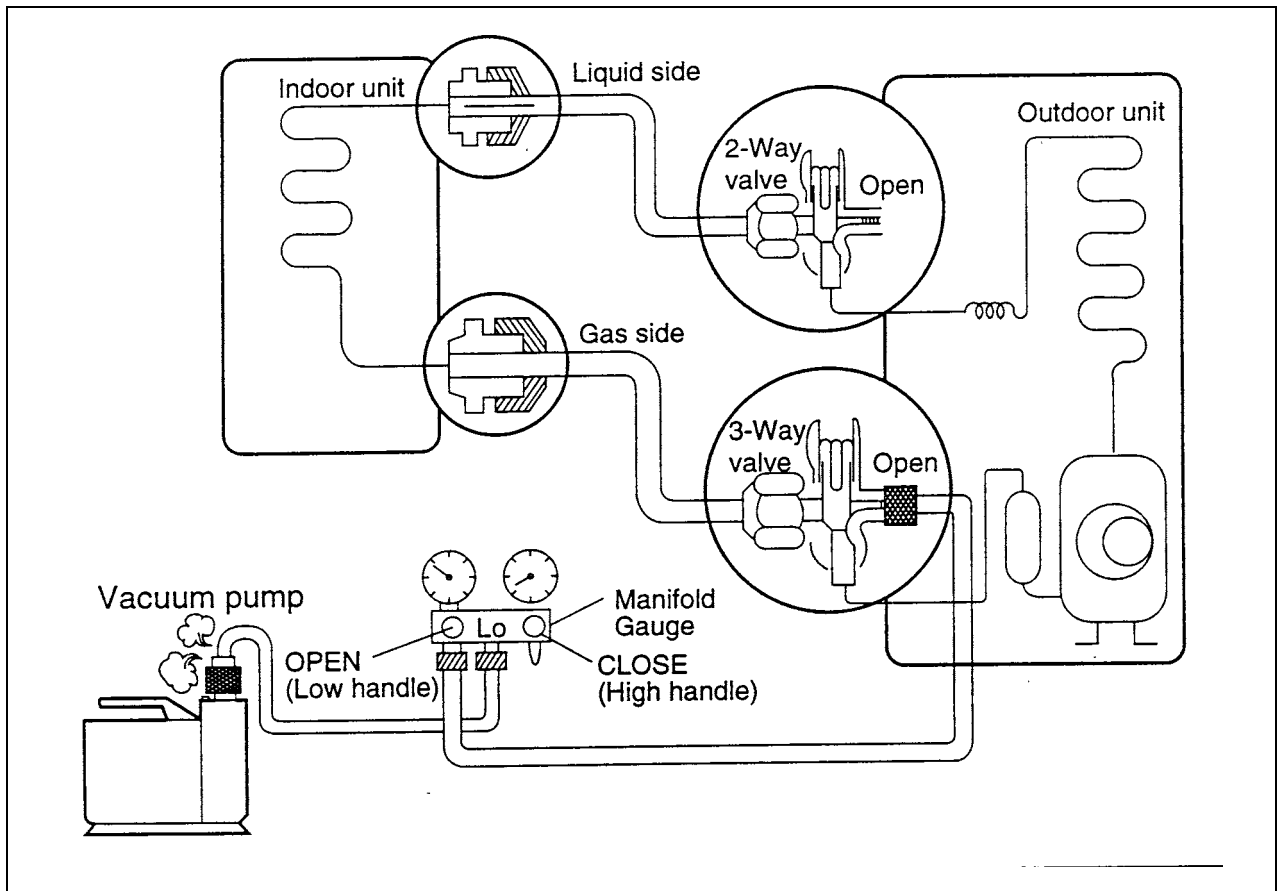 Indoor unit
Liquid side
Outdoor unit
2-Way
valve
Open
Gas side
3-Way
valve
Open
Vacuum pump
Lo
Manifold
Gauge
OPEN
(Low handle)
CLOSE
(High handle)